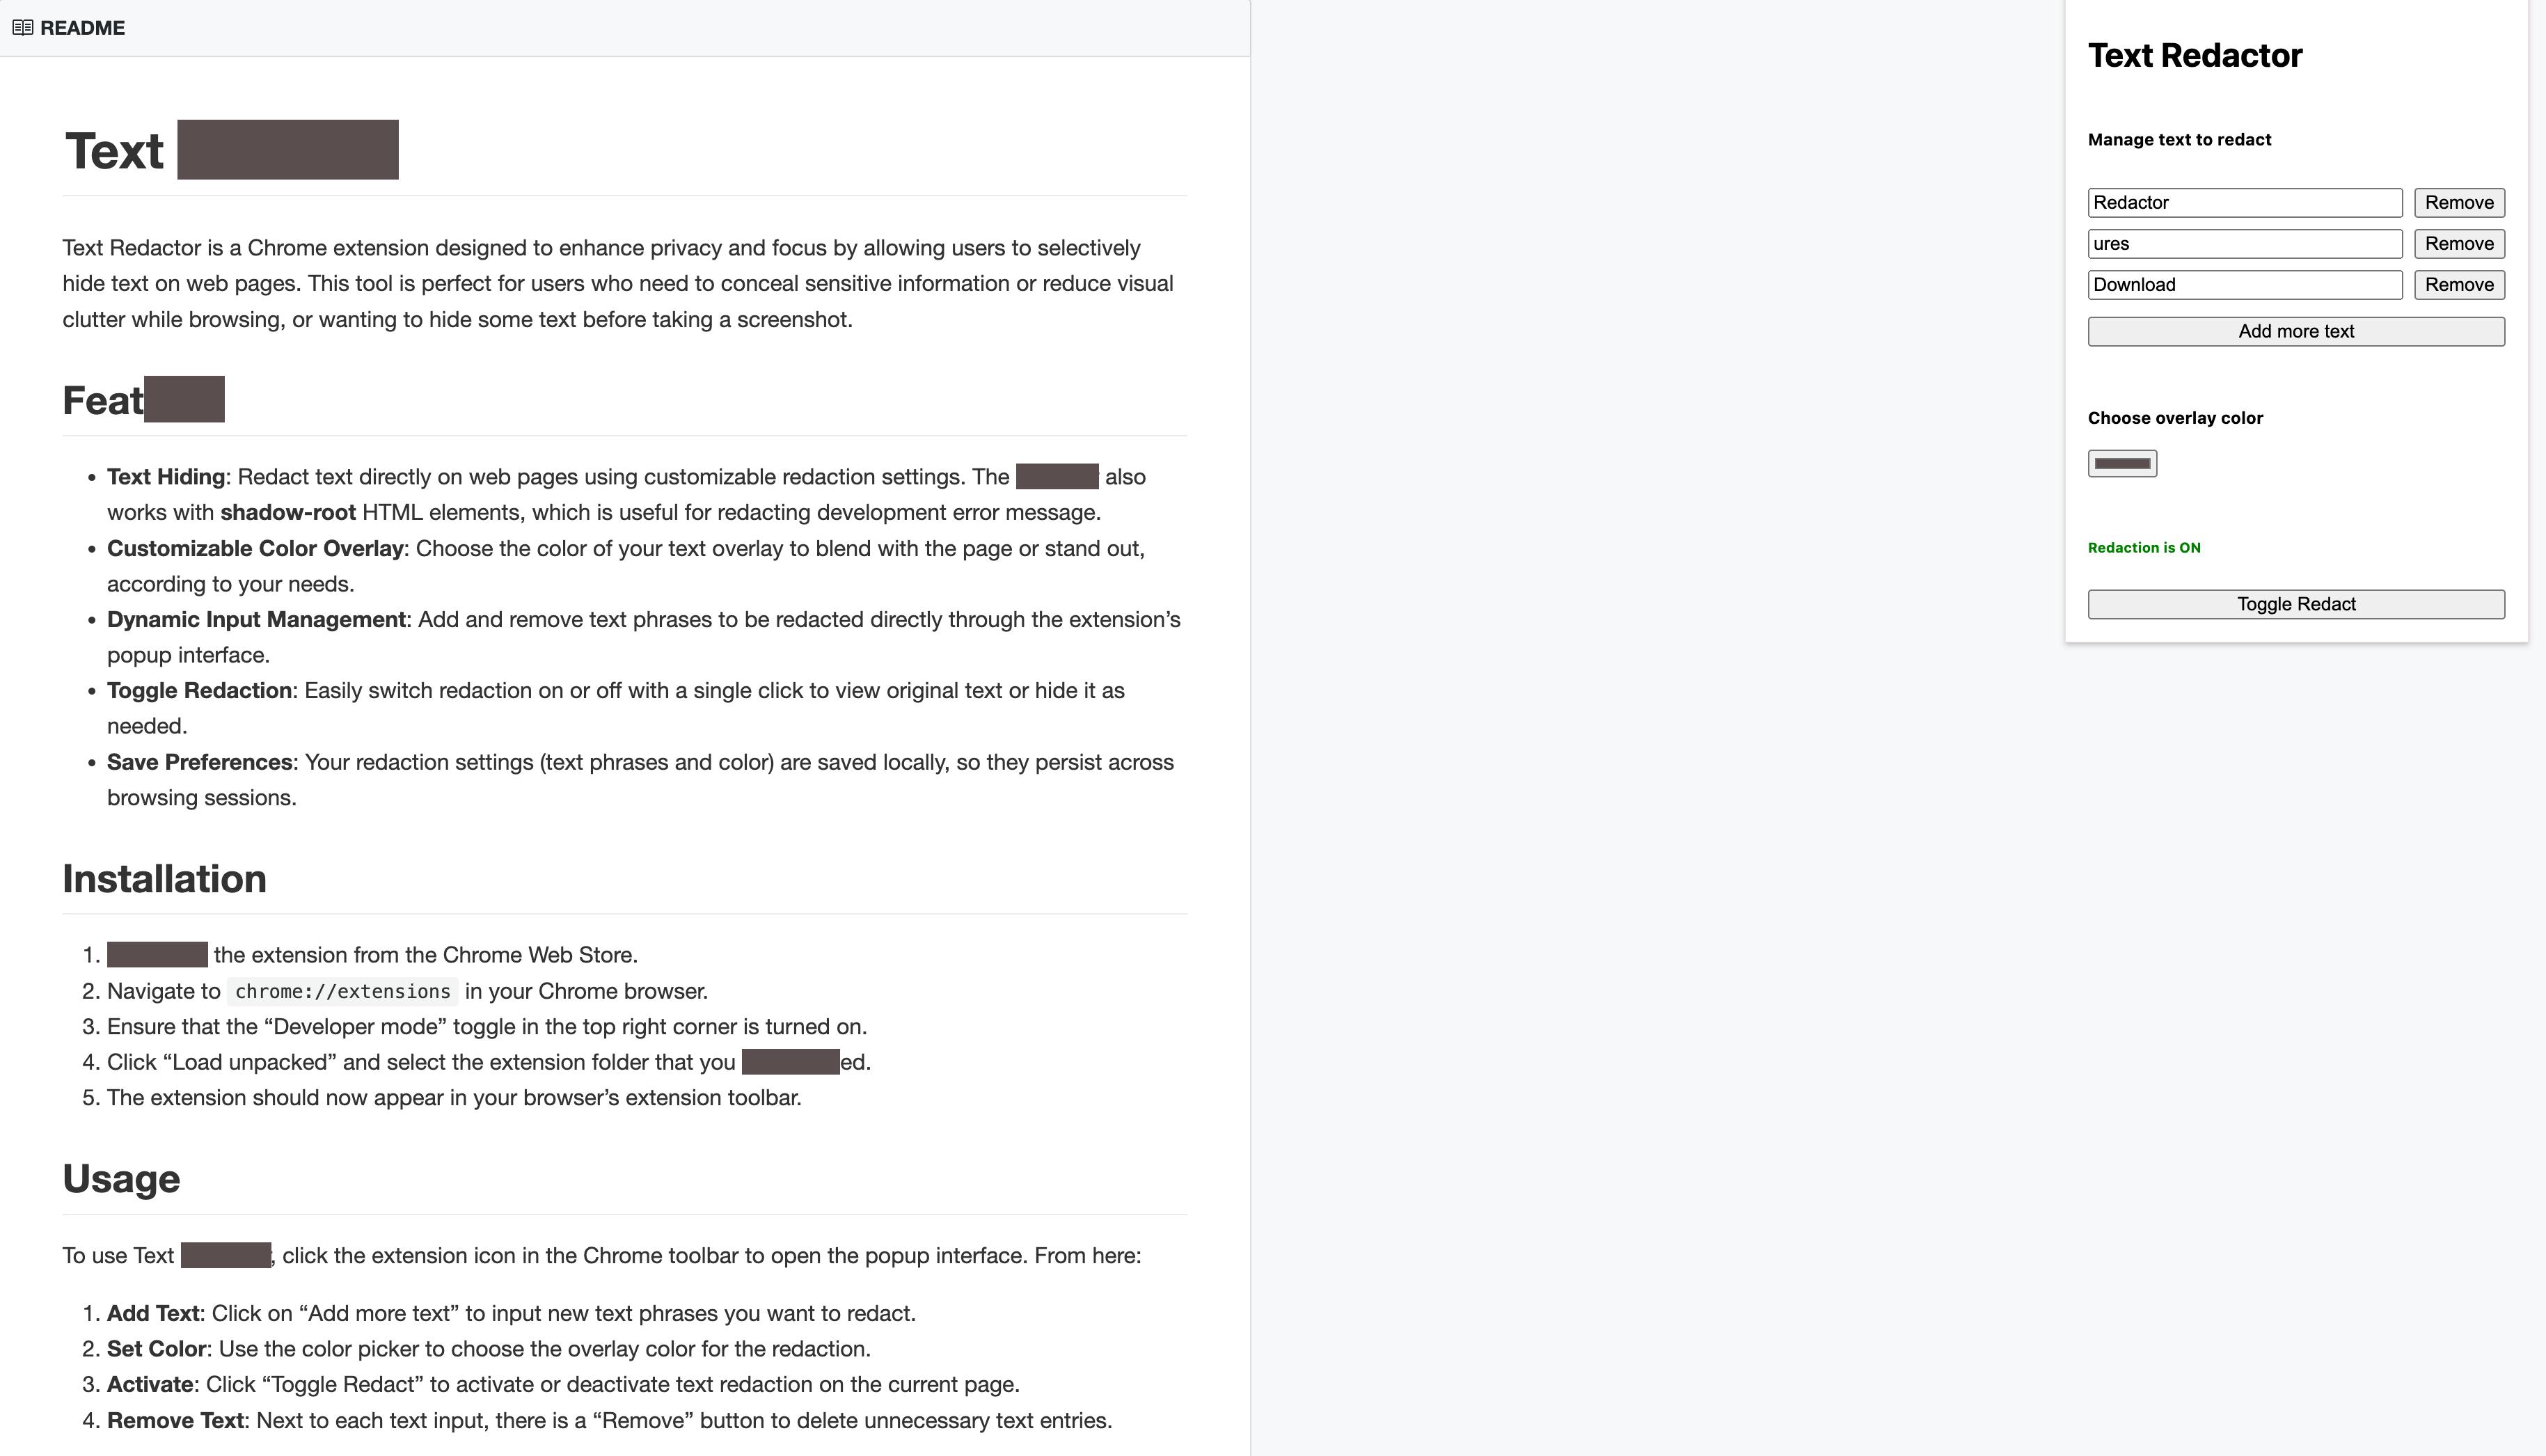 README
Text
Text Redactor is a Chrome extension designed to enhance privacy and focus by allowing users to selectively
hide text on web pages. This tool is perfect for users who need to conceal sensitive information or reduce visual
clutter while browsing, or wanting to hide some text before taking a screenshot.
Feat
• Text Hiding: Redact text directly on web pages using customizable redaction settings. The also
works with shadow-root HTML elements, which is useful for redacting development error message.
• Customizable Color Overlay: Choose the color of your text overlay to blend with the page or stand out,
according to your needs.
• Dynamic Input Management: Add and remove text phrases to be redacted directly through the extension’s
popup interface.
• Toggle Redaction: Easily switch redaction on or off with a single click to view original text or hide it as
needed.
• Save Preferences: Your redaction settings (text phrases and color) are saved locally, so they persist across
browsing sessions.
Installation
1. the extension from the Chrome Web Store.
2. Navigate to chrome://extensions in your Chrome browser.
3. Ensure that the “Developer mode” toggle in the top right corner is turned on.
4. Click “Load unpacked” and select the extension folder that you ed.
5. The extension should now appear in your browser’s extension toolbar.
Usage
To use Text , click the extension icon in the Chrome toolbar to open the popup interface. From here:
1. Add Text: Click on “Add more text” to input new text phrases you want to redact.
2. Set Color: Use the color picker to choose the overlay color for the redaction.
3. Activate: Click “Toggle Redact” to activate or deactivate text redaction on the current page.
4. Remove Text: Next to each text input, there is a “Remove” button to delete unnecessary text entries.
Text Redactor
Manage text to redact
Redactor Remove
ures Remove
Download Remove
Add more text
Choose overlay color
Redaction is ON
Toggle Redact